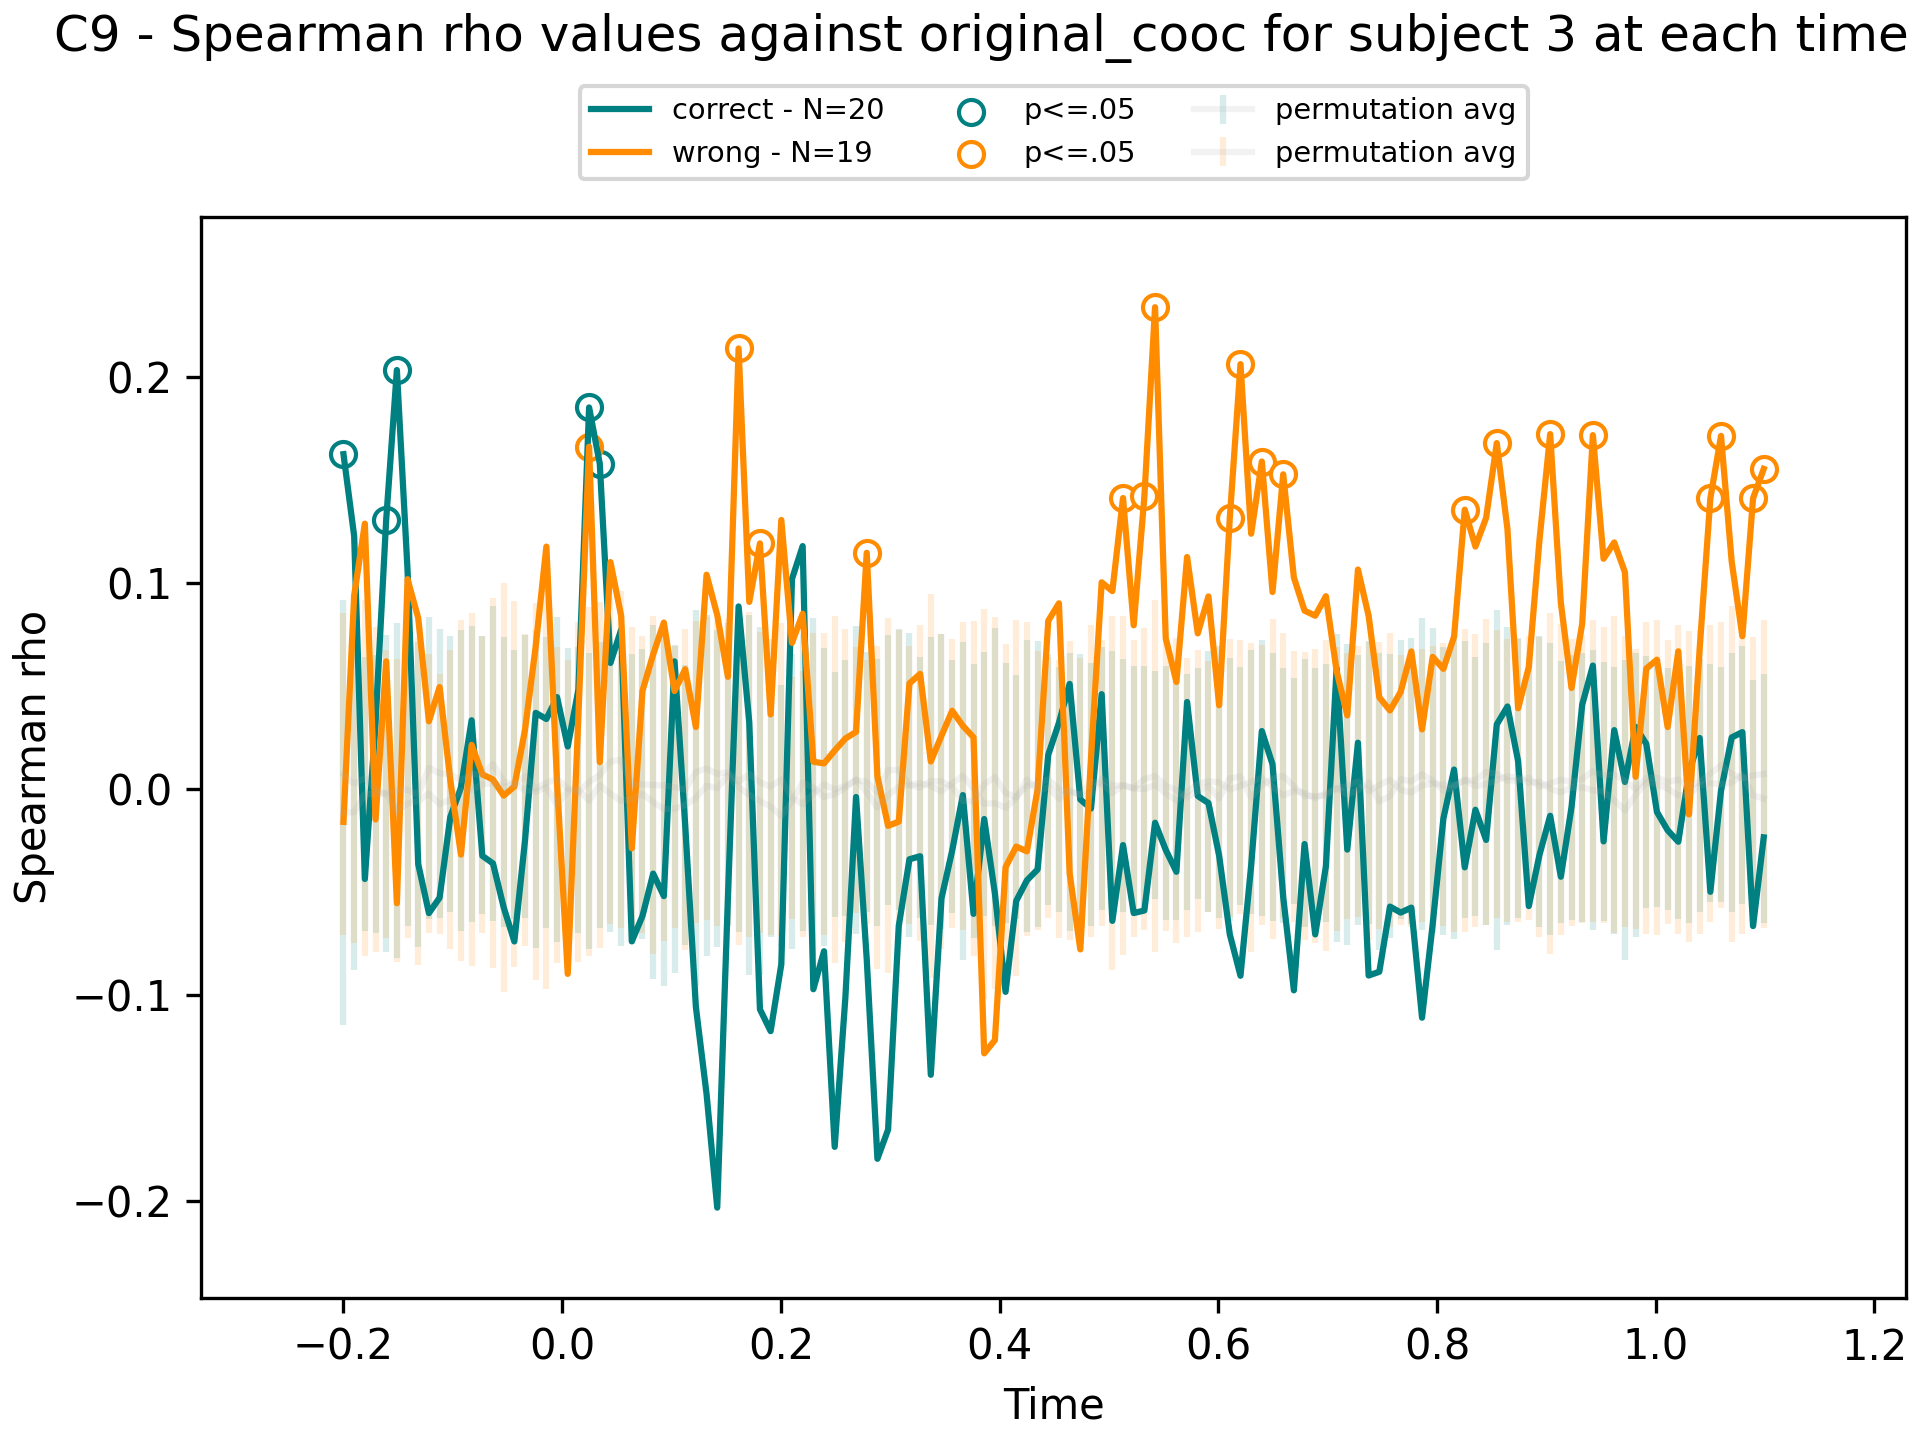 C9 - Spearman rho values against original_cooc for subject 3 at each time
correct - N=20 p<=.05 permutation avg
wrong - N=19 p<=.05 permutation avg
0.2
0.1
0.0
−0.1
−0.2
Spearman rho
−0.2 0.0 0.2 0.4 0.6 0.8 1.0 1.2
Time